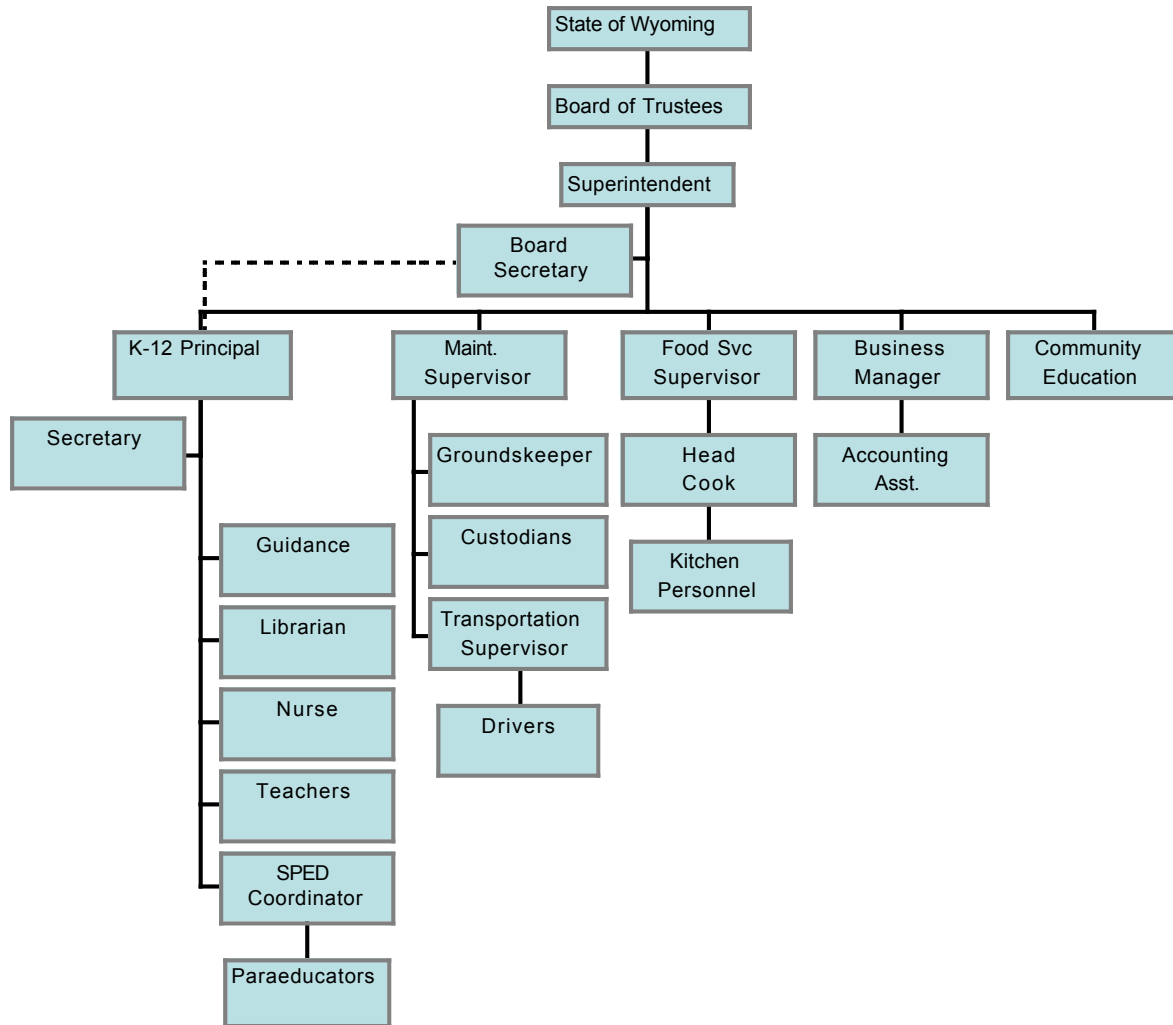 State of Wyoming
Board of Trustees
Superintendent
Board
Secretary
K-12 Principal
Maint.
Supervisor
Food Svc
Supervisor
Business
Manager
Community
Education
Secretary
Groundskeeper
Head
Cook
Accounting
Asst.
Guidance
Custodians
Kitchen
Personnel
Librarian
Transportation
Supervisor
Nurse
Drivers
Teachers
SPED
Coordinator
Paraeducators